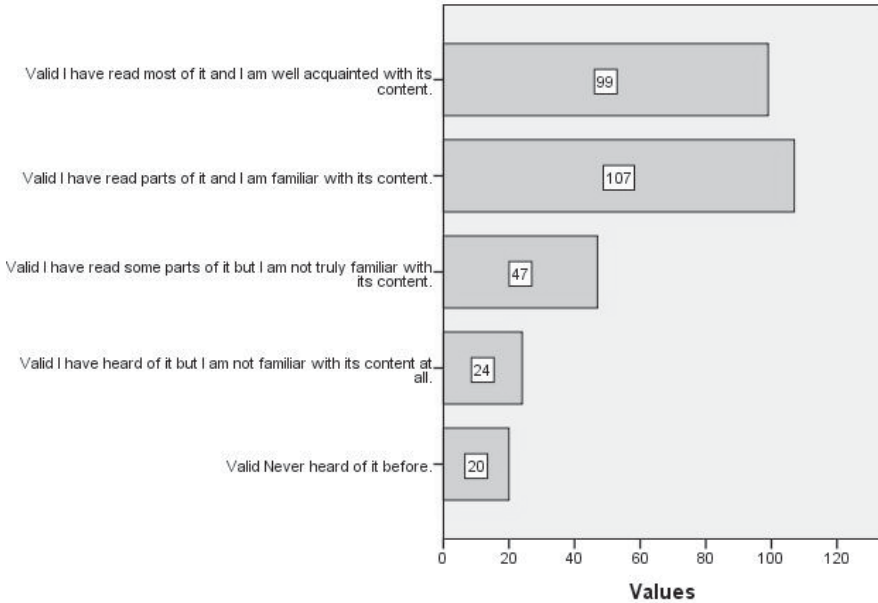 Valid I have read most of it and I am well acquainted with its
content.
99
Valid I have read parts of it and I am familiar with its content.
107
Valid I have read some parts of it but I am not truly familiar with
its content.
47
Valid I have heard of it but I am not familiar with its content at
all.
24
Valid Never heard of it before.
20
0 20 40 60 80 100 120
Values